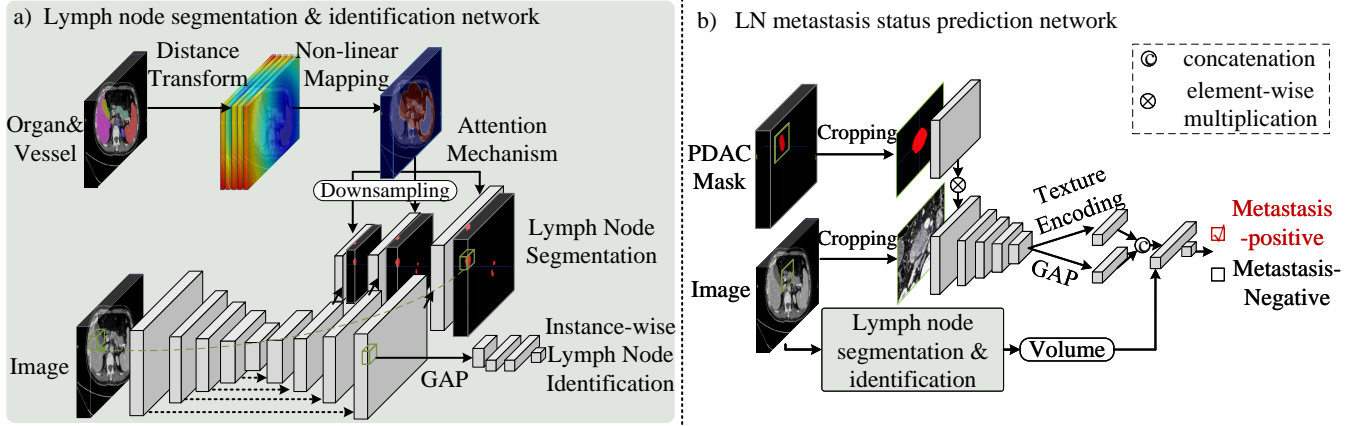 a) Lymph node segmentation & identification network
Distance
Transform
Non-linear
Mapping
Organ&
Vessel
Attention
Mechanism
Downsampling
Lymph Node
Segmentation
Image
GAP
Instance-wise
Lymph Node
Identification
b) LN metastasis status prediction network
© concatenation
⊗ element-wise
multiplication
PDAC
Mask
Cropping
Image
Cropping
Texture
Encoding
GAP
©
Metastasis
-positive
Metastasis-
Negative
Lymph node
segmentation &
identification
Volume